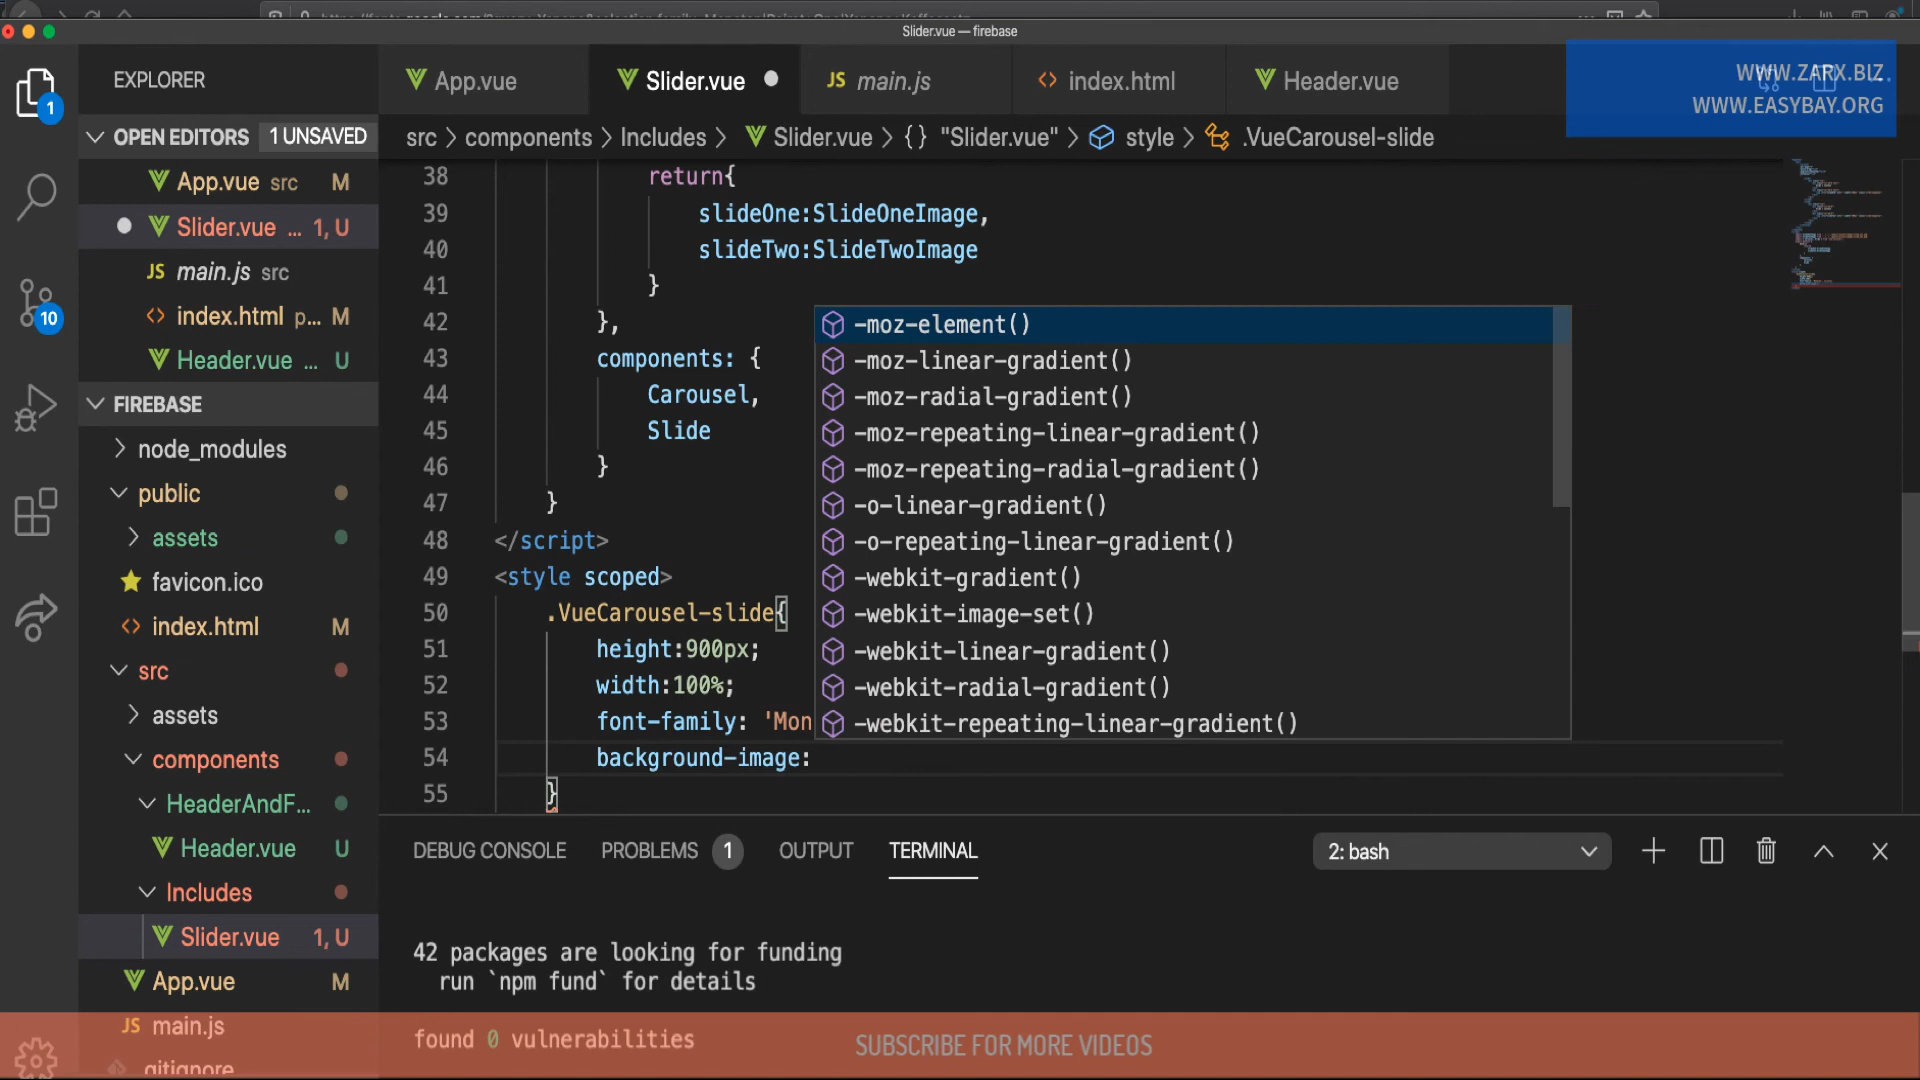 Slider.vue — firebase
EXPLORER
App.vue
Slider.vue
JS main.js
index.html
Header.vue
WWW.ZARX.BIZ.
WWW.EASYBAY.ORG
1
OPEN EDITORS 1 UNSAVED
src > components > Includes > Slider.vue > {} "Slider.vue" > style > .VueCarousel-slide
App.vue src M
Slider.vue ... 1, U
JS main.js src
index.html p... M
Header.vue ... U
10
FIREBASE
node_modules
public
assets
favicon.ico
index.html M
src
assets
components
HeaderAndF...
Header.vue U
Includes
Slider.vue 1, U
App.vue M
JS main.js
.gitignore
38 return{
39 slideOne:SlideOneImage,
40 slideTwo:SlideTwoImage
41 }
42 },
43 components: {
44 Carousel,
45 Slide
46 }
47 }
48 </script>
49 <style scoped>
50 .VueCarousel-slide{
51 height:900px;
52 width:100%;
53 font-family: 'Mon
54 background-image:
55 }
-moz-element()
-moz-linear-gradient()
-moz-radial-gradient()
-moz-repeating-linear-gradient()
-moz-repeating-radial-gradient()
-o-linear-gradient()
-o-repeating-linear-gradient()
-webkit-gradient()
-webkit-image-set()
-webkit-linear-gradient()
-webkit-radial-gradient()
-webkit-repeating-linear-gradient()
DEBUG CONSOLE PROBLEMS 1 OUTPUT TERMINAL
2: bash
42 packages are looking for funding
run `npm fund` for details
found 0 vulnerabilities
SUBSCRIBE FOR MORE VIDEOS